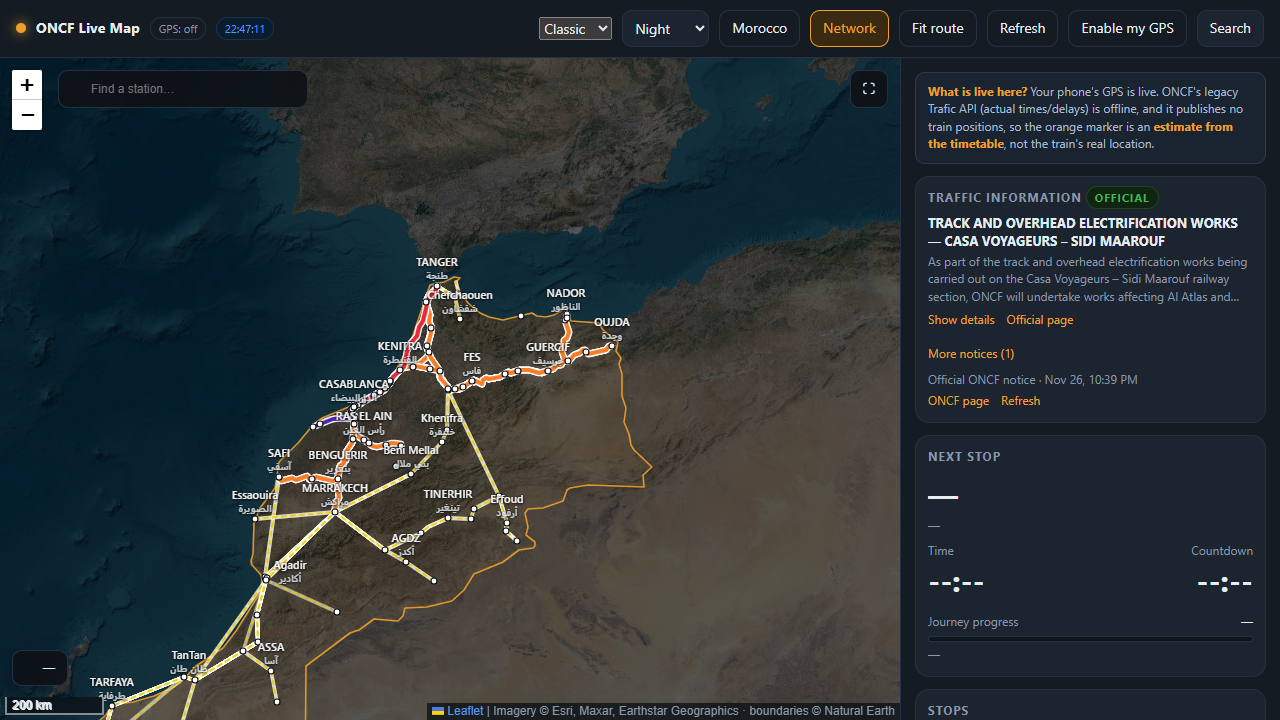 ONCF Live Map
GPS: off
22:47:11
Classic
Night
Morocco
Network
Fit route
Refresh
Enable my GPS
Search
+
−
Find a station…
TANGER
طنجة
Chefchaouen
شفشاون
NADOR
الناظور
OUJDA
وجدة
KENITRA
القنيطرة
GUERCIF
FES
فاس
CASABLANCA
RAS EL AIN
رأس العين
Khenifra
خنيفرة
SAFI
آسفي
BENGUERIR
بنجرير
Beni Mellal
بني ملال
MARRAKECH
مراكش
Essaouira
الصويرة
TINERHIR
تينغير
Erfoud
أرفود
AGDZ
أكدز
Agadir
أكادير
ASSA
آسا
TanTan
طان طان
TARFAYA
طرفاية
—
200 km
Leaflet | Imagery © Esri, Maxar, Earthstar Geographics · boundaries © Natural Earth
What is live here? Your phone's GPS is live. ONCF's legacy
Trafic API (actual times/delays) is offline, and it publishes no
train positions, so the orange marker is an estimate from
the timetable, not the train's real location.
TRAFFIC INFORMATION OFFICIAL
TRACK AND OVERHEAD ELECTRIFICATION WORKS
— CASA VOYAGEURS – SIDI MAAROUF
As part of the track and overhead electrification works being
carried out on the Casa Voyageurs – Sidi Maarouf railway
section, ONCF will undertake works affecting Al Atlas and…
Show details Official page
More notices (1)
Official ONCF notice · Nov 26, 10:39 PM
ONCF page Refresh
NEXT STOP
—
—
Time Countdown
--:-- --:--
Journey progress —
—
STOPS